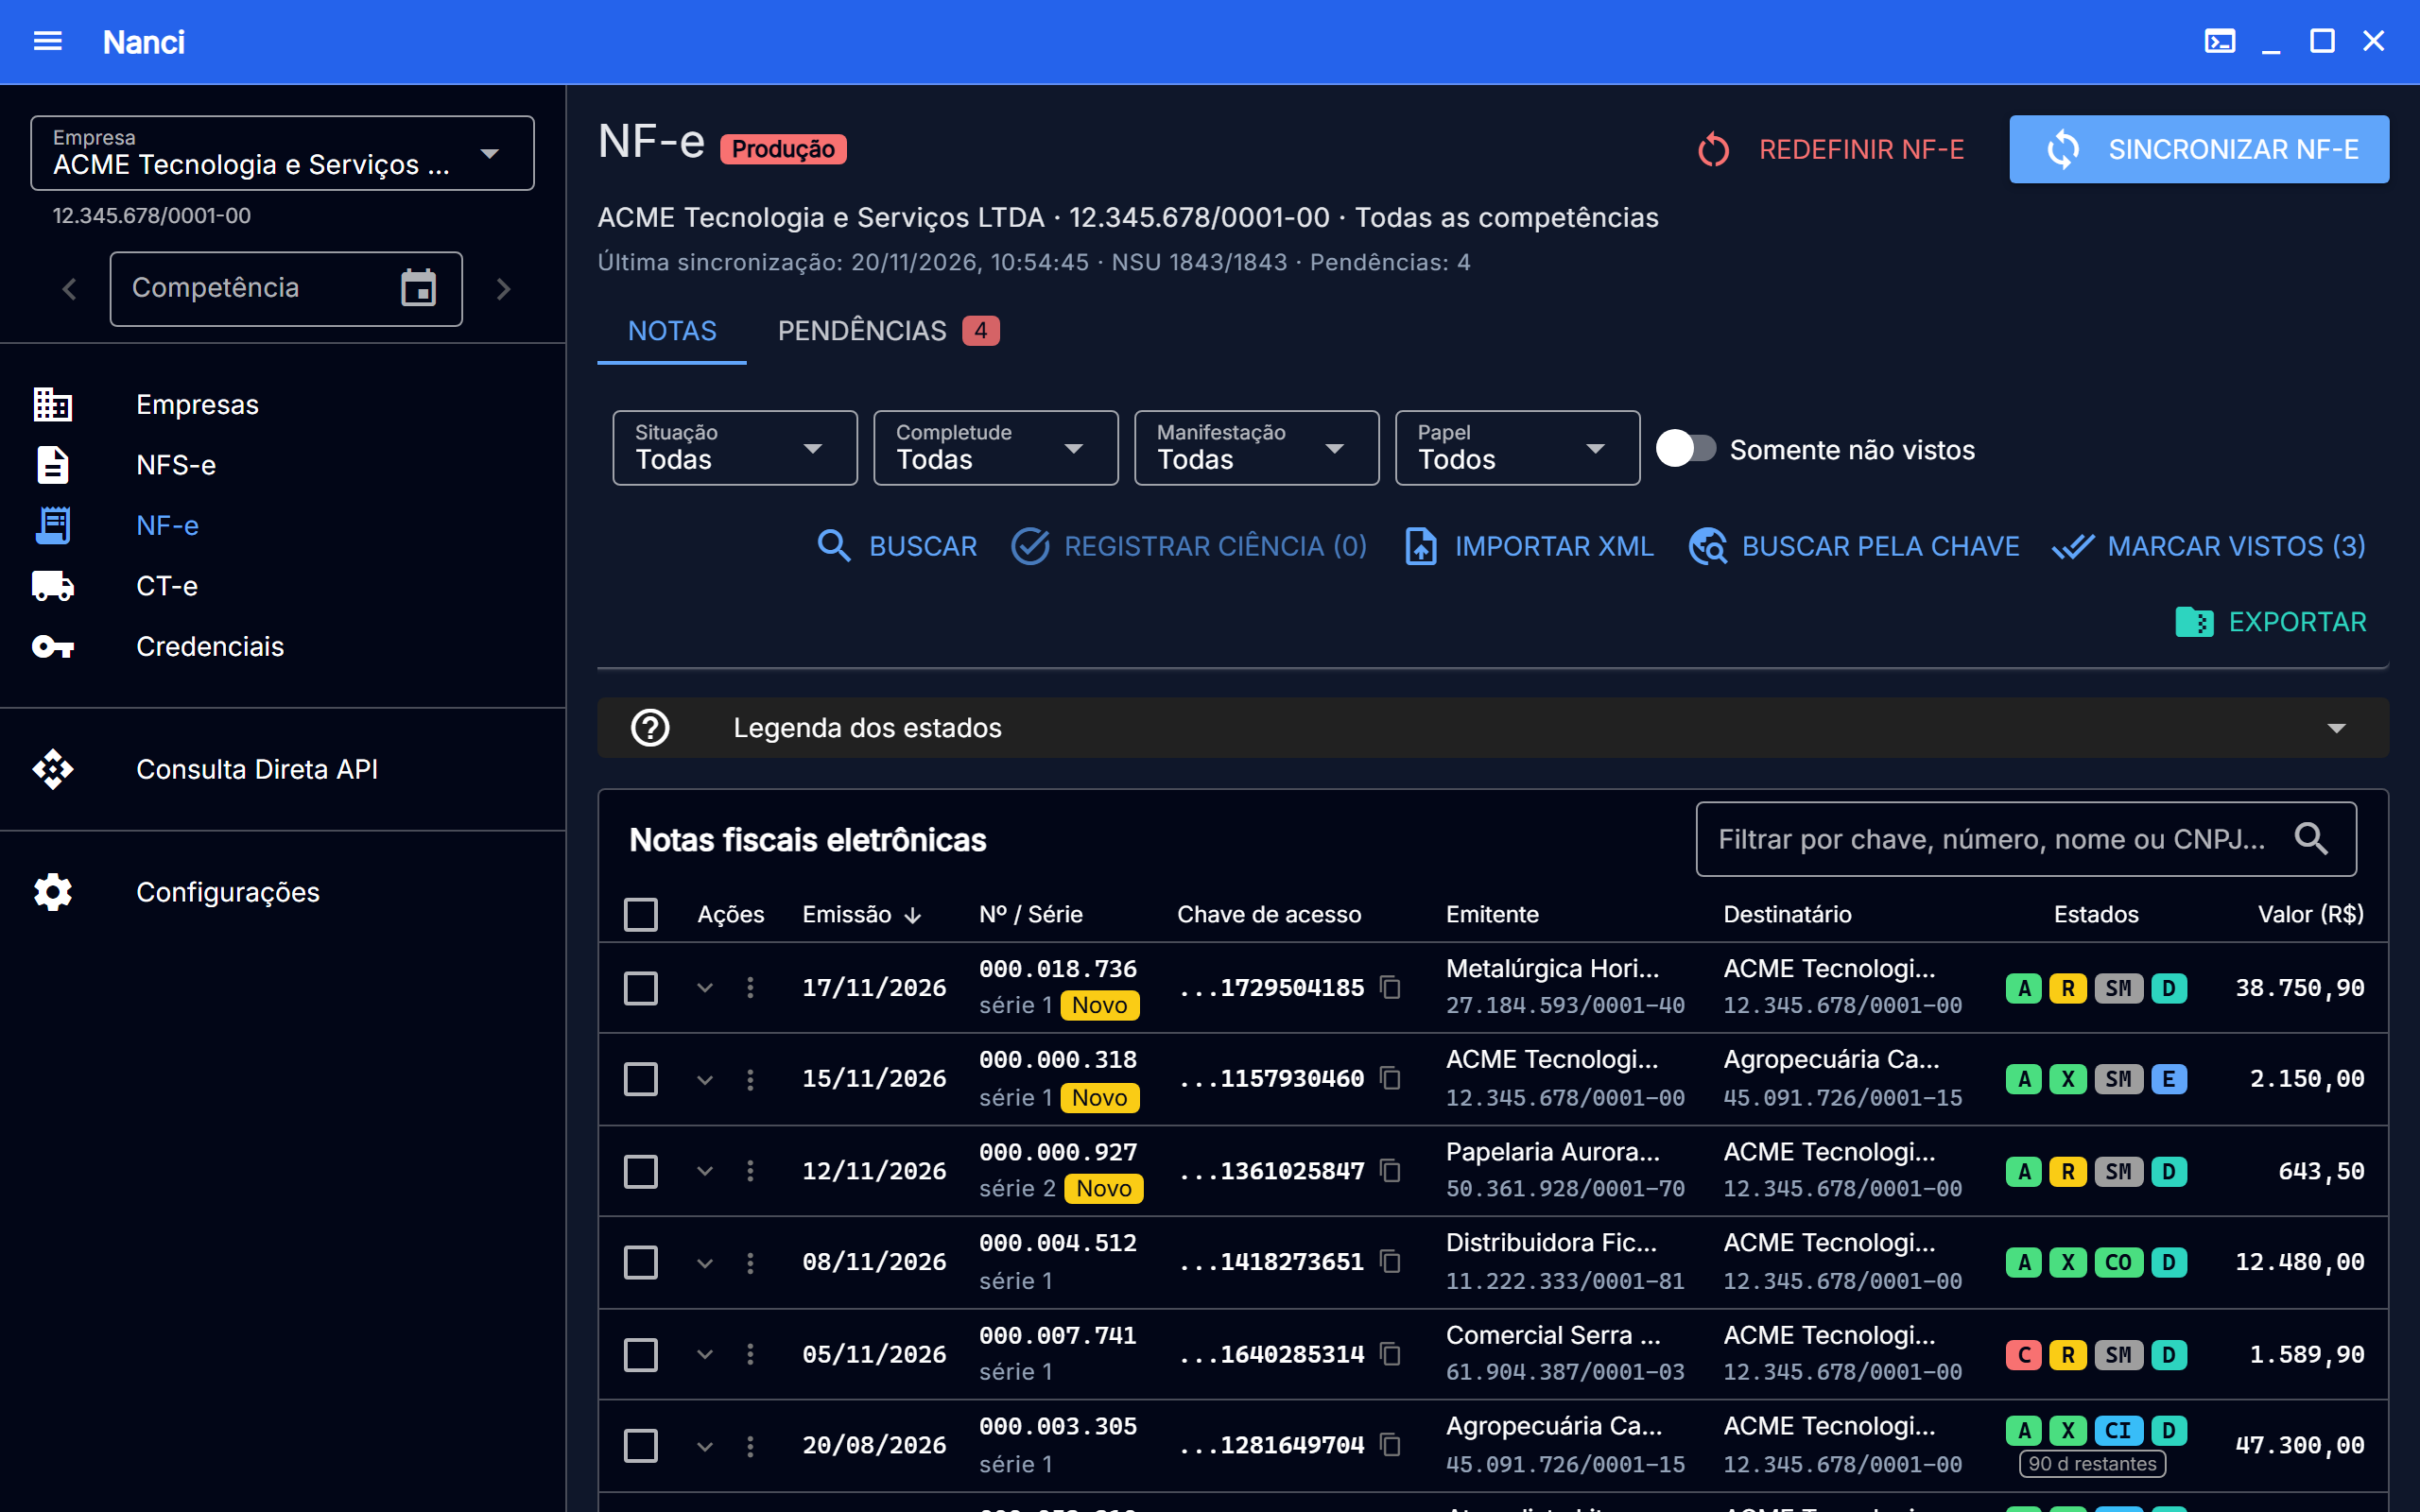 Nanci
Empresa
ACME Tecnologia e Serviços ...
12.345.678/0001-00
Competência
Empresas
NFS-e
NF-e
CT-e
Credenciais
Consulta Direta API
Configurações
NF-e Produção
REDEFINIR NF-E
SINCRONIZAR NF-E
ACME Tecnologia e Serviços LTDA · 12.345.678/0001-00 · Todas as competências
Última sincronização: 20/11/2026, 10:54:45 · NSU 1843/1843 · Pendências: 4
NOTAS PENDÊNCIAS 4
Situação Completude Manifestação Papel
Todas Todas Todas Todos Somente não vistos
BUSCAR REGISTRAR CIÊNCIA (0) IMPORTAR XML BUSCAR PELA CHAVE MARCAR VISTOS (3)
EXPORTAR
Legenda dos estados
Notas fiscais eletrônicas
Filtrar por chave, número, nome ou CNPJ...
Ações Emissão Nº / Série Chave de acesso Emitente Destinatário Estados Valor (R$)
000.018.736 Metalúrgica Hori... ACME Tecnologi...
17/11/2026 ...1729504185 A R SM D 38.750,90
série 1 Novo 27.184.593/0001-40 12.345.678/0001-00
000.000.318 ACME Tecnologi... Agropecuária Ca...
15/11/2026 ...1157930460 A X SM E 2.150,00
série 1 Novo 12.345.678/0001-00 45.091.726/0001-15
000.000.927 Papelaria Aurora... ACME Tecnologi...
12/11/2026 ...1361025847 A R SM D 643,50
série 2 Novo 50.361.928/0001-70 12.345.678/0001-00
000.004.512 Distribuidora Fic... ACME Tecnologi...
08/11/2026 ...1418273651 A X CO D 12.480,00
série 1 11.222.333/0001-81 12.345.678/0001-00
000.007.741 Comercial Serra ... ACME Tecnologi...
05/11/2026 ...1640285314 C R SM D 1.589,90
série 1 61.904.387/0001-03 12.345.678/0001-00
000.003.305 Agropecuária Ca... ACME Tecnologi... A X CI D
20/08/2026 ...1281649704 47.300,00
série 1 45.091.726/0001-15 12.345.678/0001-00 90 d restantes